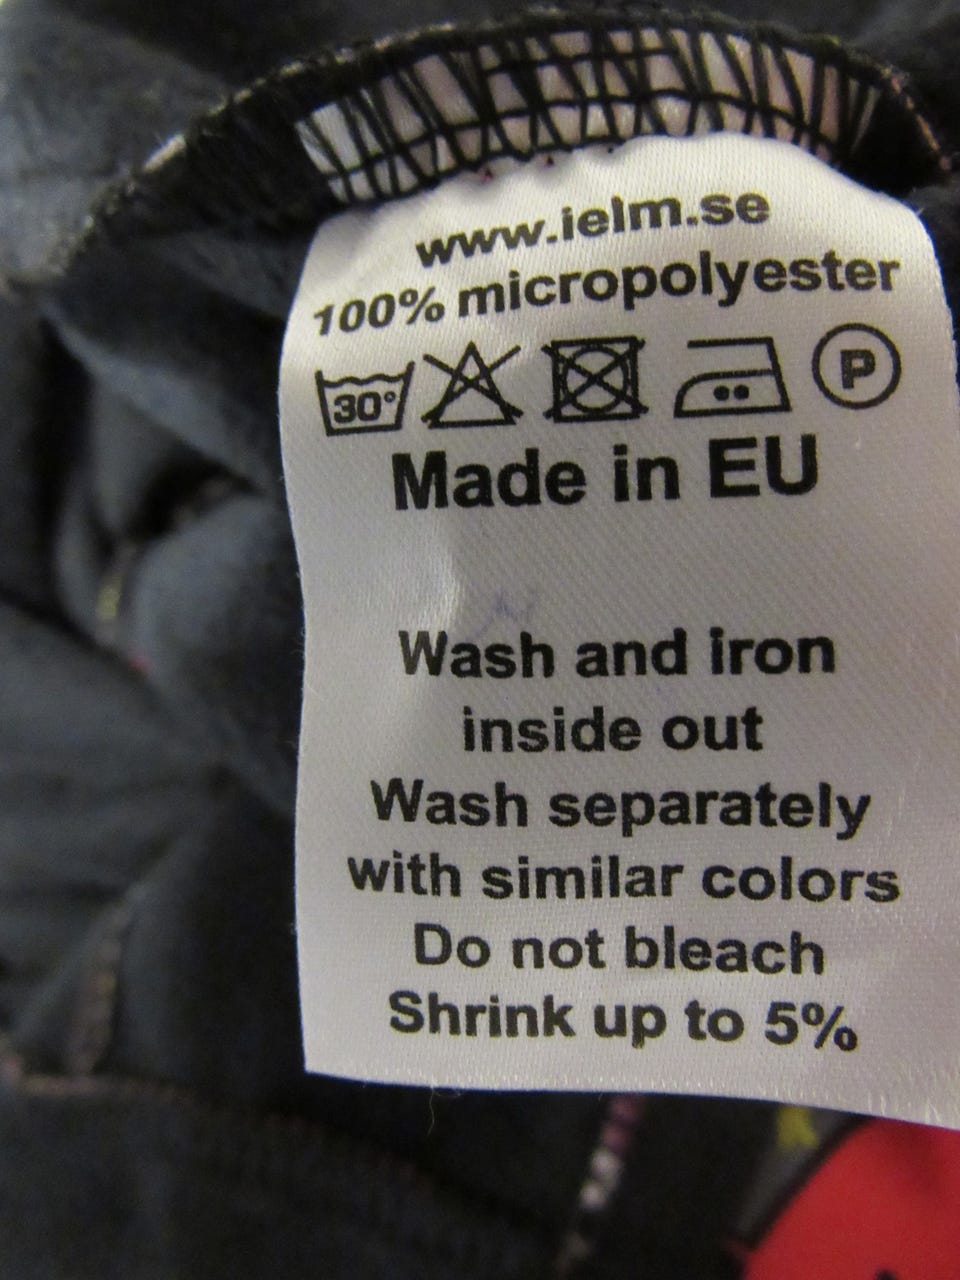 www.ielm.se
100% micropolyester
30° P
Made in EU
Wash and iron
inside out
Wash separately
with similar colors
Do not bleach
Shrink up to 5%